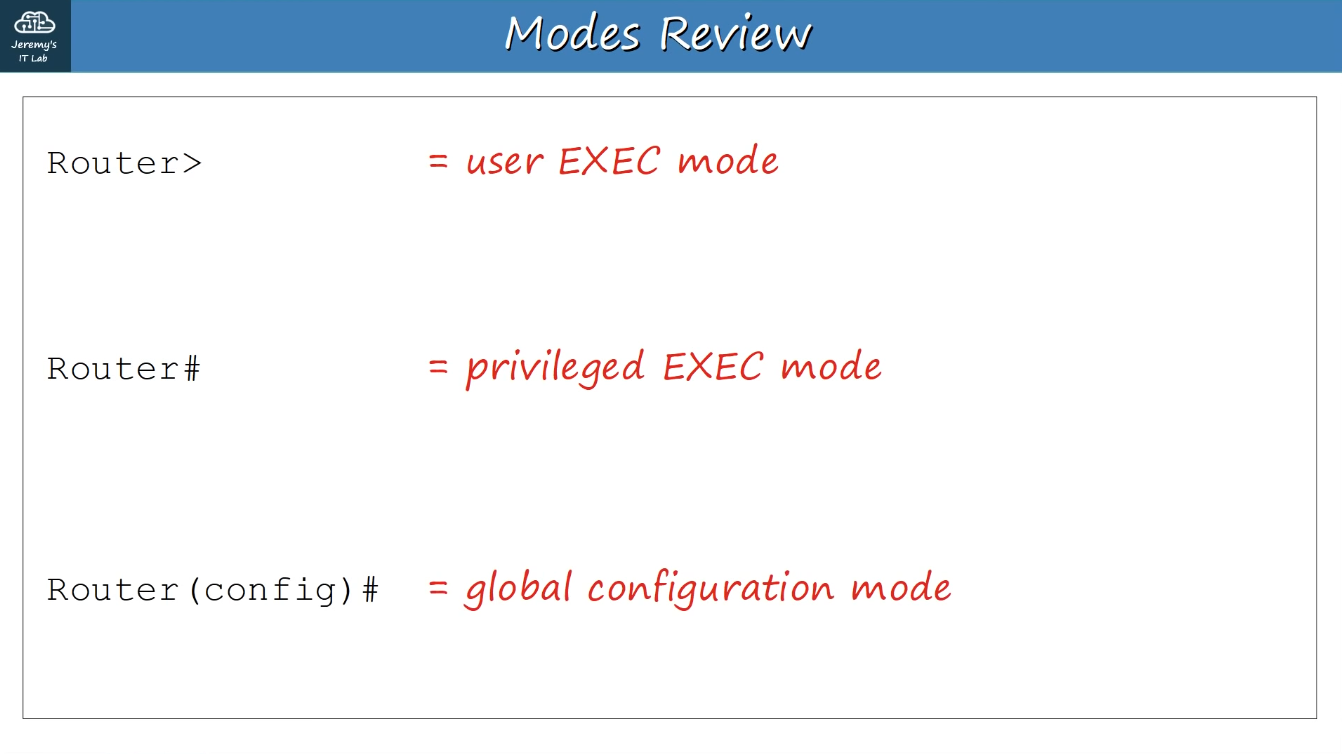 Jeremy's
IT Lab
Modes Review
Router> = user EXEC mode
Router# = privileged EXEC mode
Router(config)# = global configuration mode